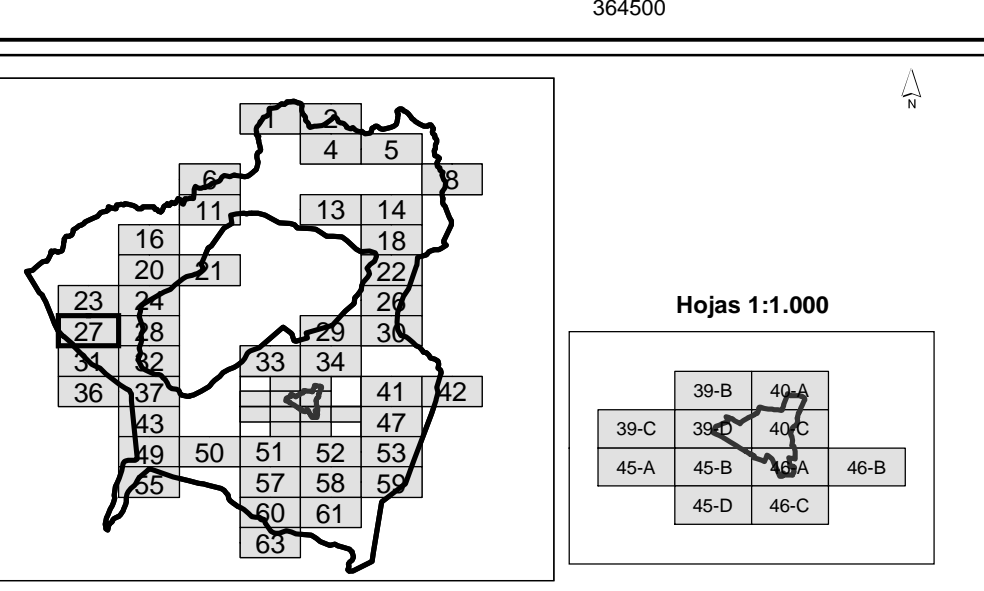 364500
N
1 2
4 5
6 8
11 13 14
16 18
20 21 22
23 24 26
27 28 29 30
31 32 33 34
36 37 41 42
43 47
49 50 51 52 53
55 57 58 59
60 61
63
Hojas 1:1.000
39-B 40-A
39-C 39-D 40-C
45-A 45-B 46-A 46-B
45-D 46-C